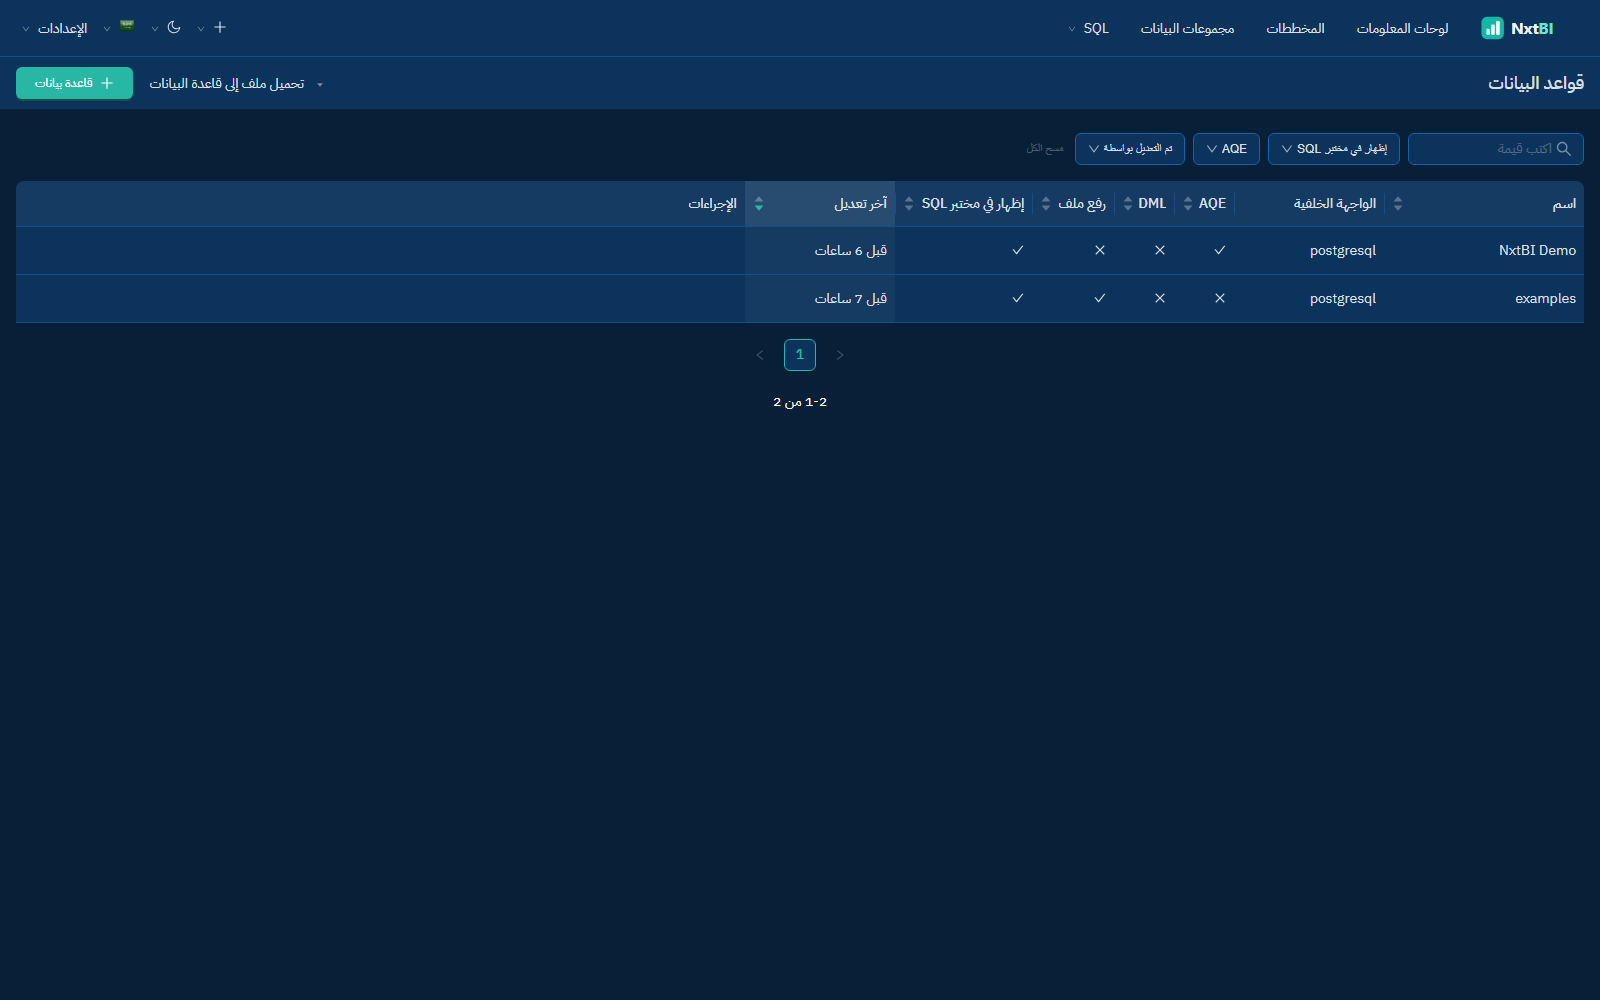 NxtBI
لوحات المعلومات
المخططات
مجموعات البيانات
SQL
الإعدادات
قواعد البيانات
تحميل ملف إلى قاعدة البيانات
قاعدة بيانات
اكتب قيمة
إظهار في مختبر SQL
AQE
تم التعديل بواسطة
مسح الكل
اسم
الواجهة الخلفية
AQE
DML
رفع ملف
إظهار في مختبر SQL
آخر تعديل
الإجراءات
NxtBI Demo
postgresql
قبل 6 ساعات
examples
postgresql
قبل 7 ساعات
1
1-2 من 2